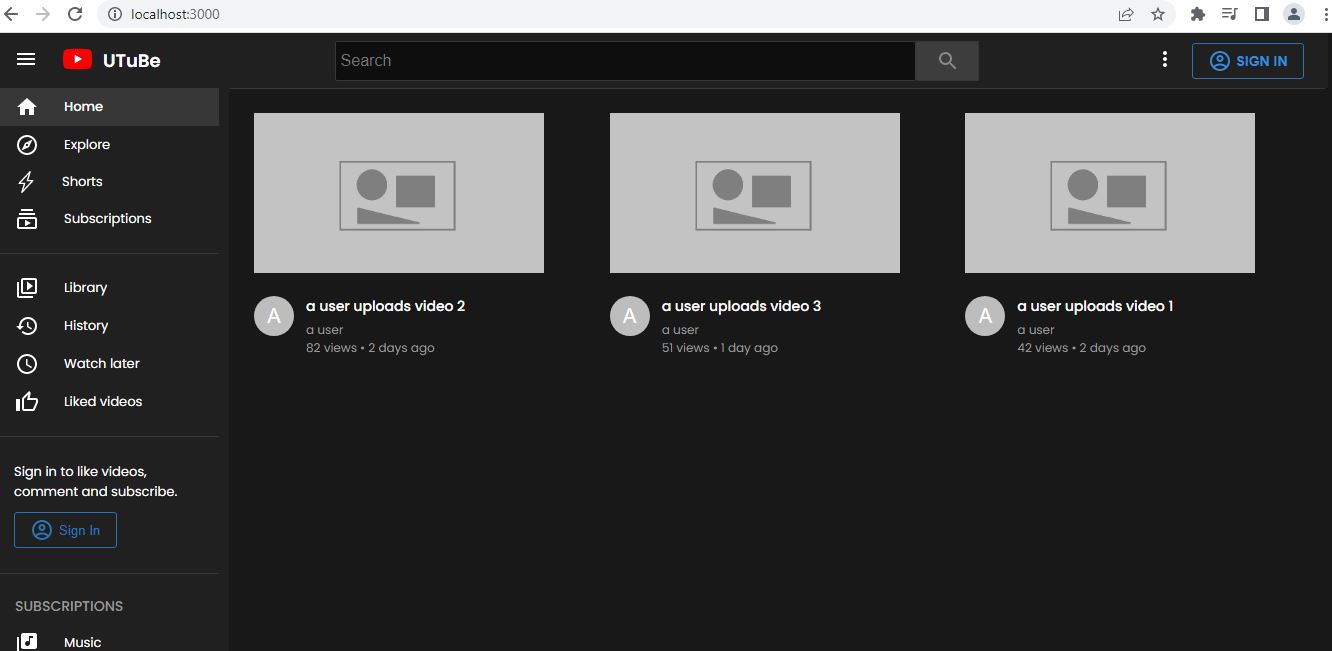 localhost:3000
UTuBe
Search
SIGN IN
Home
Explore
Shorts
Subscriptions
Library
History
Watch later
Liked videos
Sign in to like videos,
comment and subscribe.
Sign In
SUBSCRIPTIONS
Music
A
a user uploads video 2
a user
82 views • 2 days ago
A
a user uploads video 3
a user
51 views • 1 day ago
A
a user uploads video 1
a user
42 views • 2 days ago